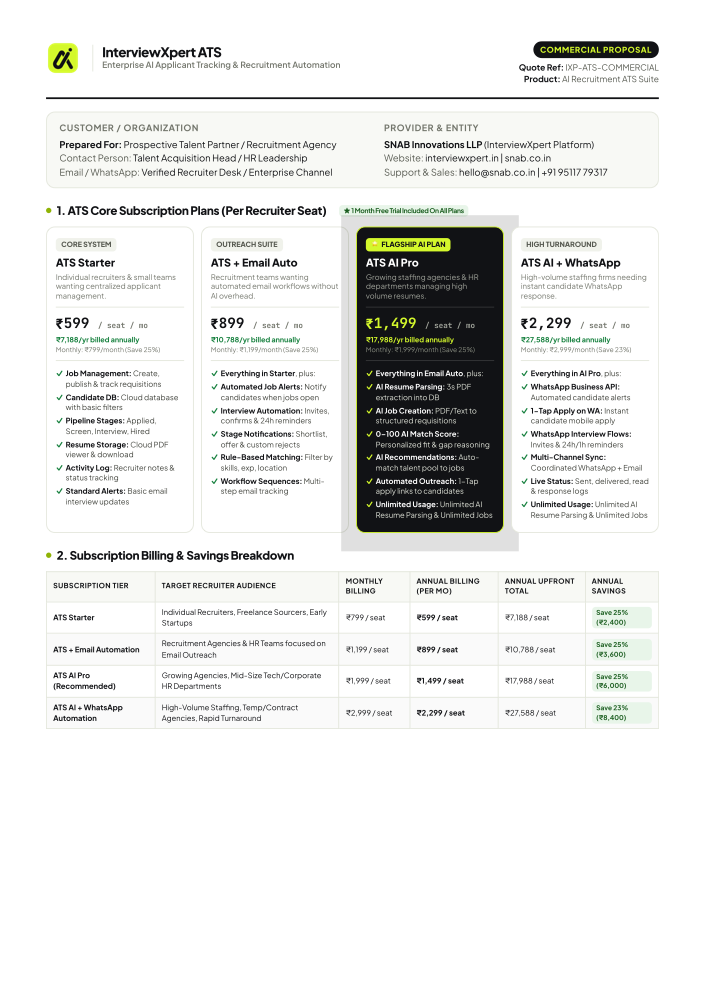 InterviewXpert ATS
Enterprise AI Applicant Tracking & Recruitment Automation
COMMERCIAL PROPOSAL
Quote Ref: IXP-ATS-COMMERCIAL
Product: AI Recruitment ATS Suite
CUSTOMER / ORGANIZATION
Prepared For: Prospective Talent Partner / Recruitment Agency
Contact Person: Talent Acquisition Head / HR Leadership
Email / WhatsApp: Verified Recruiter Desk / Enterprise Channel
PROVIDER & ENTITY
SNAB Innovations LLP (InterviewXpert Platform)
Website: interviewxpert.in | snab.co.in
Support & Sales: hello@snab.co.in | +91 95117 79317
1. ATS Core Subscription Plans (Per Recruiter Seat)
★ 1 Month Free Trial Included On All Plans
CORE SYSTEM
ATS Starter
Individual recruiters & small teams
wanting centralized applicant
management.
₹599 / seat / mo
₹7,188/yr billed annually
Monthly: ₹799/month (Save 25%)
✓ Job Management: Create,
publish & track requisitions
✓ Candidate DB: Cloud database
with basic filters
✓ Pipeline Stages: Applied,
Screen, Interview, Hired
✓ Resume Storage: Cloud PDF
viewer & download
✓ Activity Log: Recruiter notes &
status tracking
✓ Standard Alerts: Basic email
interview updates
OUTREACH SUITE
ATS + Email Auto
Recruitment teams wanting
automated email workflows without
AI overhead.
₹899 / seat / mo
₹10,788/yr billed annually
Monthly: ₹1,199/month (Save 25%)
✓ Everything in Starter, plus:
✓ Automated Job Alerts: Notify
candidates when jobs open
✓ Interview Automation: Invites,
confirms & 24h reminders
✓ Stage Notifications: Shortlist,
offer & custom rejects
✓ Rule-Based Matching: Filter by
skills, exp, location
✓ Workflow Sequences: Multi-
step email tracking
FLAGSHIP AI PLAN
ATS AI Pro
Growing staffing agencies & HR
departments managing high
volume resumes.
₹1,499 / seat / mo
₹17,988/yr billed annually
Monthly: ₹1,999/month (Save 25%)
✓ Everything in Email Auto, plus:
✓ AI Resume Parsing: 3s PDF
extraction into DB
✓ AI Job Creation: PDF/Text to
structured requisitions
✓ 0–100 AI Match Score:
Personalized fit & gap reasoning
✓ AI Recommendations: Auto-
match talent pool to jobs
✓ Automated Outreach: 1-Tap
apply links to candidates
✓ Unlimited Usage: Unlimited AI
Resume Parsing & Unlimited Jobs
HIGH TURNAROUND
ATS AI + WhatsApp
High-volume staffing firms needing
instant candidate WhatsApp
response.
₹2,299 / seat / mo
₹27,588/yr billed annually
Monthly: ₹2,999/month (Save 23%)
✓ Everything in AI Pro, plus:
✓ WhatsApp Business API:
Automated candidate alerts
✓ 1-Tap Apply on WA: Instant
candidate mobile apply
✓ WhatsApp Interview Flows:
Invites & 24h/1h reminders
✓ Multi-Channel Sync:
Coordinated WhatsApp + Email
✓ Live Status: Sent, delivered, read
& response logs
✓ Unlimited Usage: Unlimited AI
Resume Parsing & Unlimited Jobs
2. Subscription Billing & Savings Breakdown
SUBSCRIPTION TIER
TARGET RECRUITER AUDIENCE
MONTHLY
BILLING
ANNUAL BILLING
(PER MO)
ANNUAL UPFRONT
TOTAL
ANNUAL
SAVINGS
ATS Starter
Individual Recruiters, Freelance Sourcers, Early
Startups
₹799 / seat
₹599 / seat
₹7,188 / seat
Save 25%
(₹2,400)
ATS + Email Automation
Recruitment Agencies & HR Teams focused on
Email Outreach
₹1,199 / seat
₹899 / seat
₹10,788 / seat
Save 25%
(₹3,600)
ATS AI Pro
(Recommended)
Growing Agencies, Mid-Size Tech/Corporate
HR Departments
₹1,999 / seat
₹1,499 / seat
₹17,988 / seat
Save 25%
(₹6,000)
ATS AI + WhatsApp
Automation
High-Volume Staffing, Temp/Contract
Agencies, Rapid Turnaround
₹2,999 / seat
₹2,299 / seat
₹27,588 / seat
Save 23%
(₹8,400)